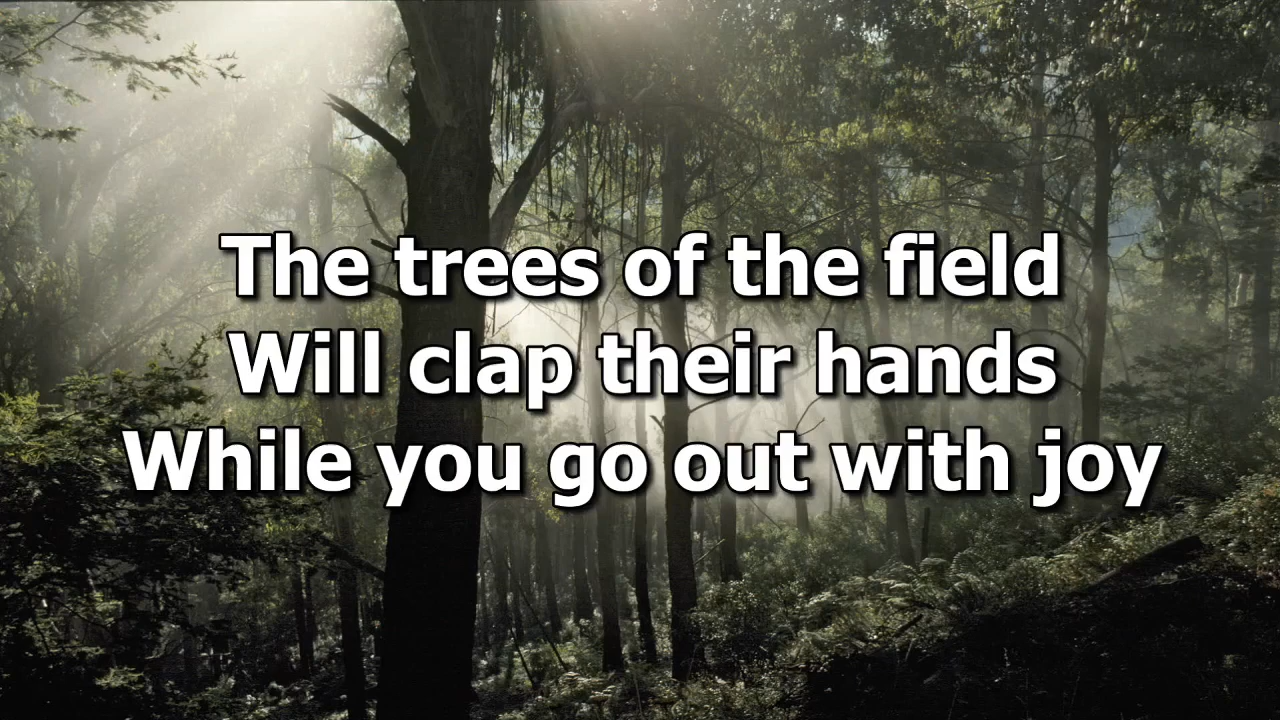 The trees of the field
Will clap their hands
While you go out with joy